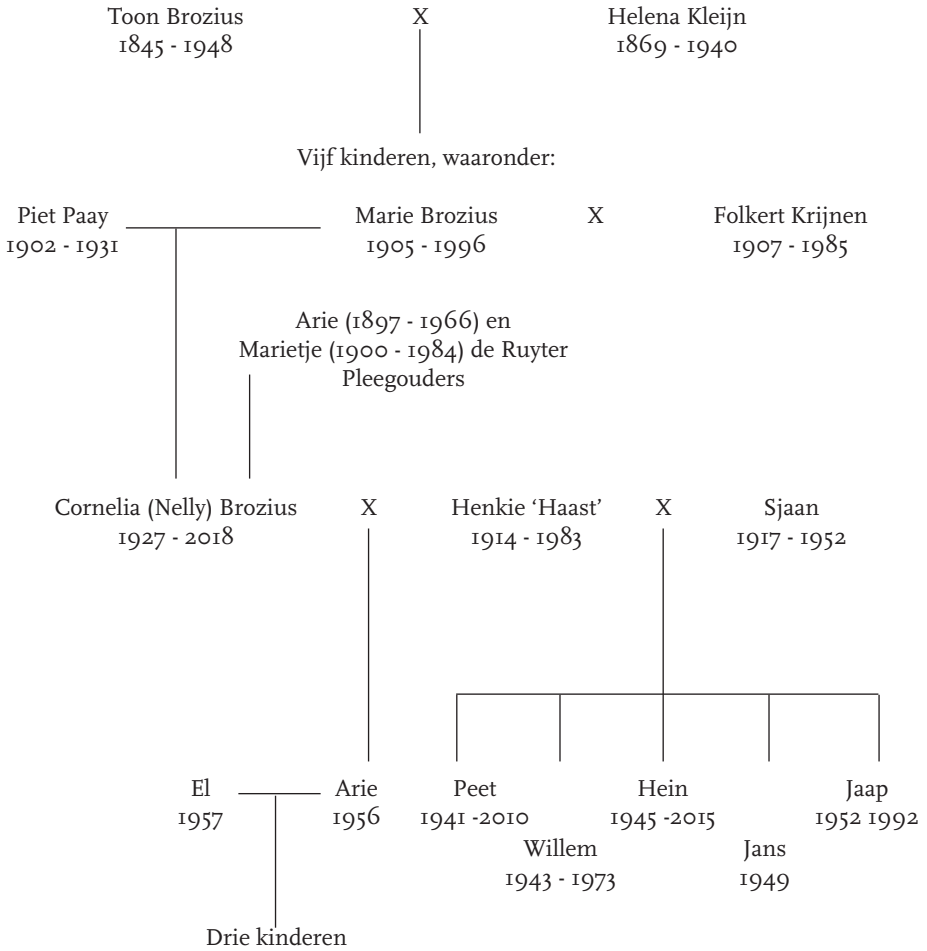 Toon Brozius X Helena Kleijn
1845 - 1948 1869 - 1940
Vijf kinderen, waaronder:
Piet Paay Marie Brozius X Folkert Krijnen
1902 - 1931 1905 - 1996 1907 - 1985
Arie (1897 - 1966) en
Marietje (1900 - 1984) de Ruyter
Pleegouders
Cornelia (Nelly) Brozius X Henkie ‘Haast’ X Sjaan
1927 - 2018 1914 - 1983 1917 - 1952
El Arie Peet Hein Jaap
1957 1956 1941 -2010 1945 -2015 1952 1992
Willem Jans
1943 - 1973 1949
Drie kinderen